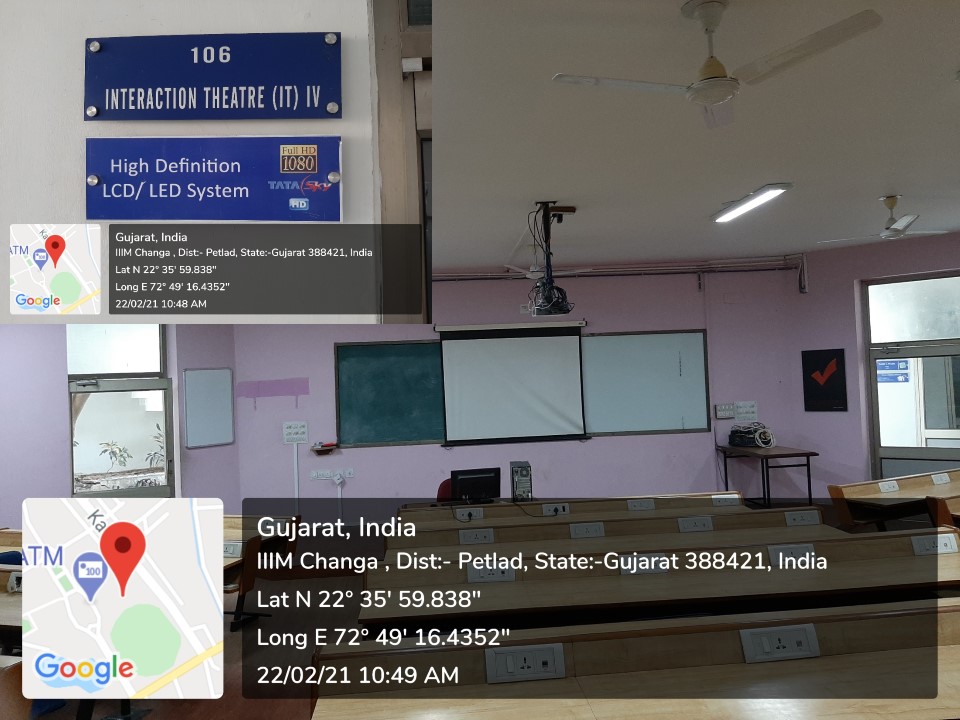 106
INTERACTION THEATRE (IT) IV
High Definition
LCD/ LED System
Full HD
1080
TATA Sky
HD
ATM
Ka
Google
Gujarat, India
IIIM Changa , Dist:- Petlad, State:-Gujarat 388421, India
Lat N 22° 35' 59.838"
Long E 72° 49' 16.4352"
22/02/21 10:48 AM
Ka
ATM
100
Google
Gujarat, India
IIIM Changa , Dist:- Petlad, State:-Gujarat 388421, India
Lat N 22° 35' 59.838"
Long E 72° 49' 16.4352"
22/02/21 10:49 AM